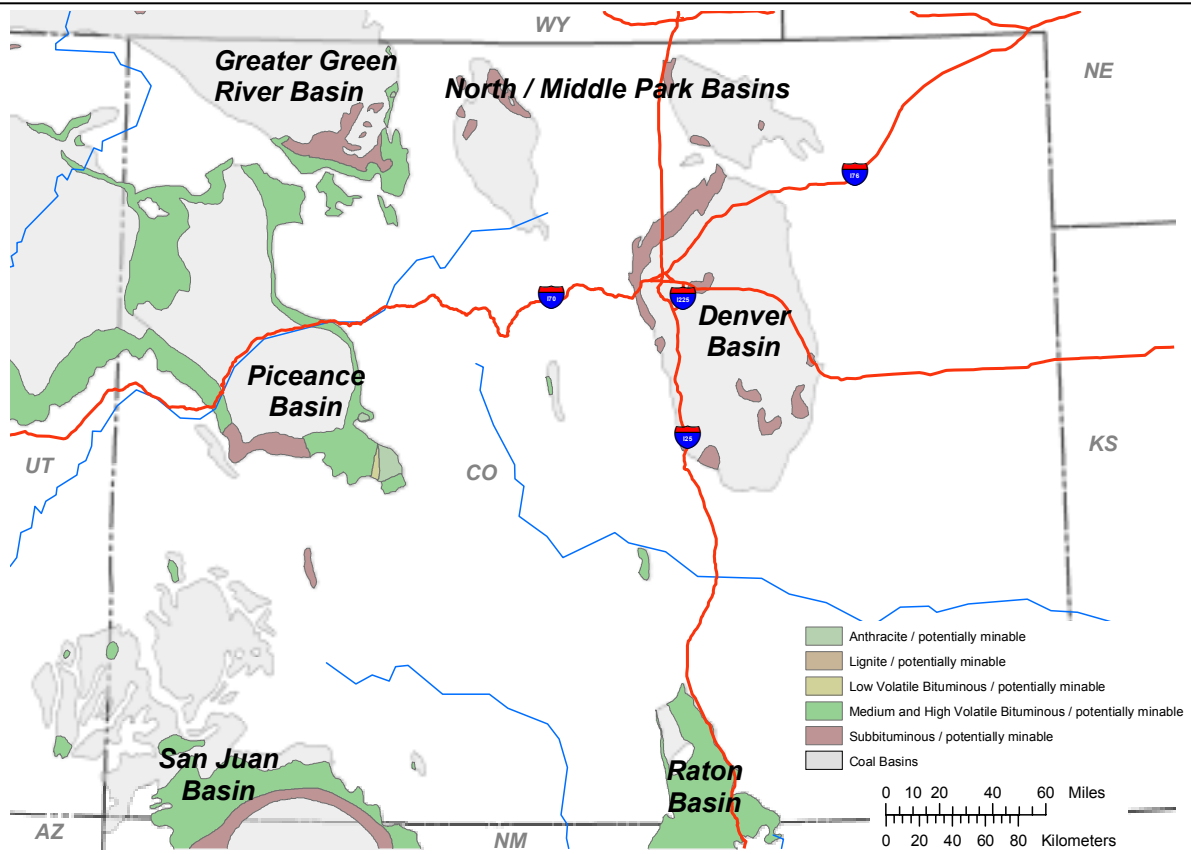 WY
Greater Green
River Basin
North / Middle Park Basins
NE
I76
I70
I225
Denver
Basin
Piceance
Basin
I25
UT
CO
KS
Anthracite / potentially minable
Lignite / potentially minable
Low Volatile Bituminous / potentially minable
Medium and High Volatile Bituminous / potentially minable
Subbituminous / potentially minable
Coal Basins
San Juan
Basin
Raton
Basin
0 10 20 40 60 Miles
0 20 40 60 80 Kilometers
AZ
NM